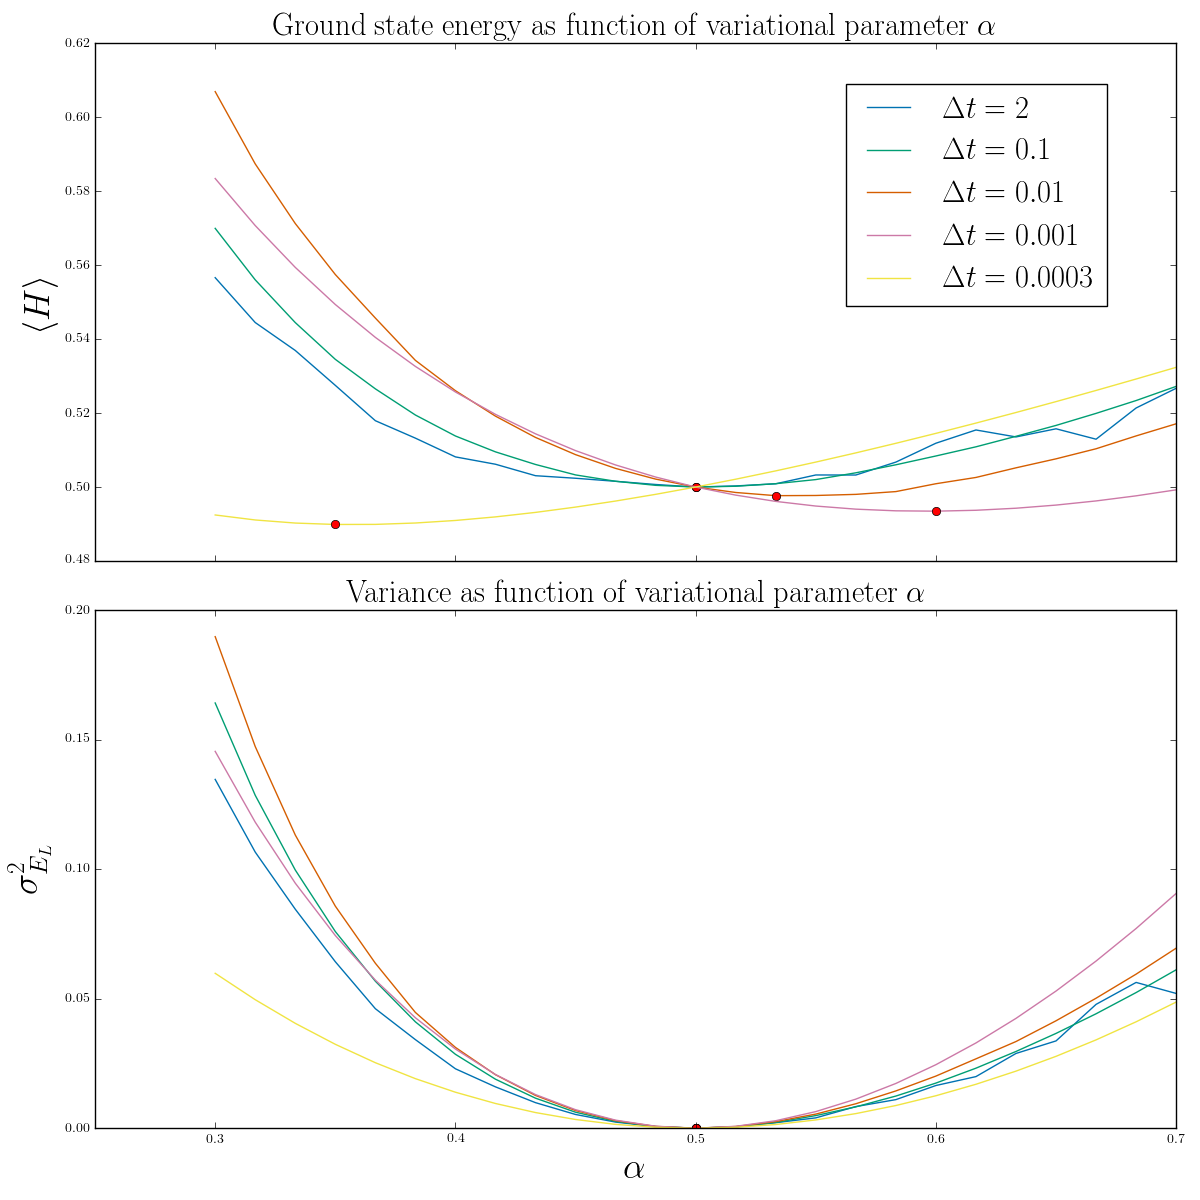 Ground state energy as function of variational parameter α
0.62
0.60
0.58
0.56
0.54
0.52
0.50
0.48
⟨H⟩
Δt = 2
Δt = 0.1
Δt = 0.01
Δt = 0.001
Δt = 0.0003
Variance as function of variational parameter α
0.20
0.15
0.10
0.05
0.00
σ²_{E_L}
0.3 0.4 0.5 0.6 0.7
α